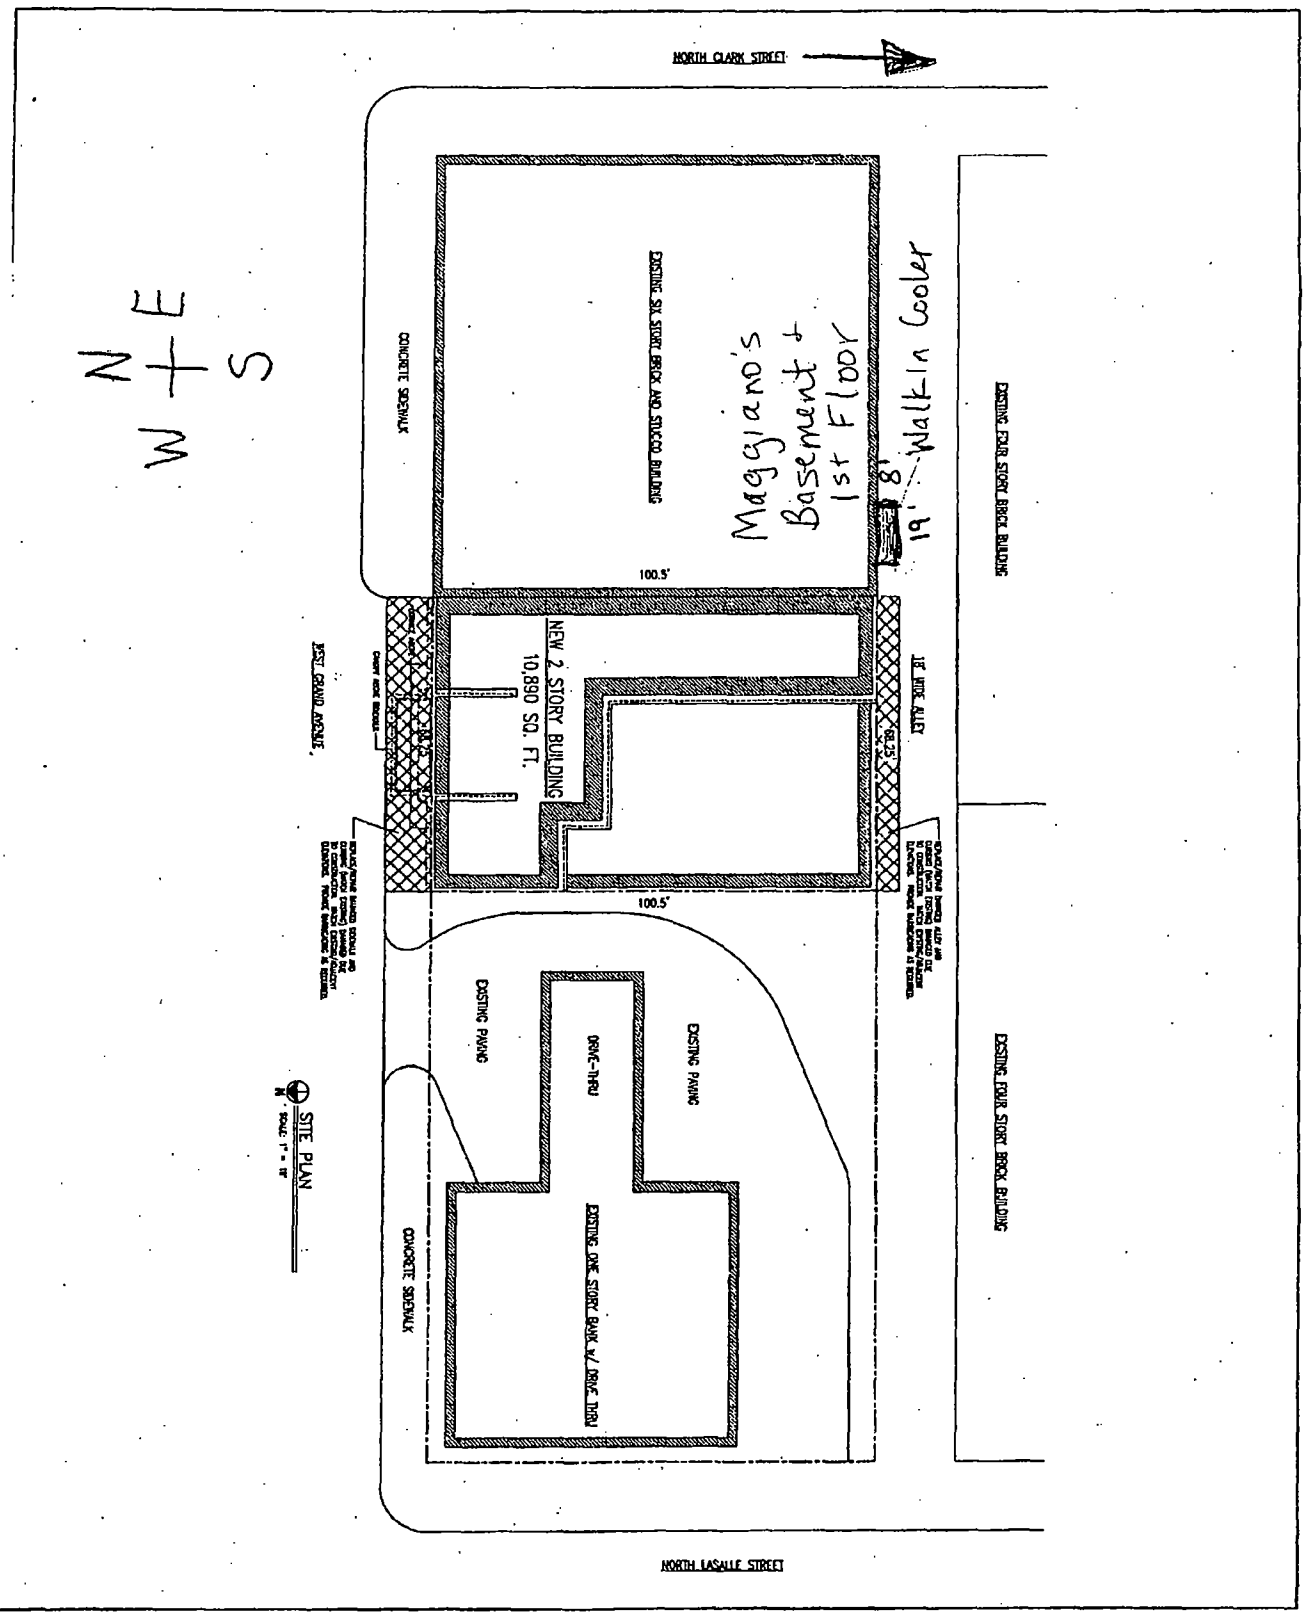 NORTH CLARK STREET
EXISTING SIX STORY BRICK AND STUCCO BUILDING
Maggiano's
Basement +
1st Floor
Walk In Cooler
8'
19'
CONCRETE SIDEWALK
EXISTING FOUR STORY BRICK BUILDING
N
W E
S
100.5'
NEW 2 STORY BUILDING
10,890 SQ. FT.
18' WIDE ALLEY
68.25'
68.25'
WEST GRAND AVENUE
100.5'
EXISTING PAVING
DRIVE-THRU
EXISTING PAVING
EXISTING FOUR STORY BRICK BUILDING
EXISTING ONE STORY BANK w/ DRIVE THRU
CONCRETE SIDEWALK
SITE PLAN
N
NORTH LASALLE STREET